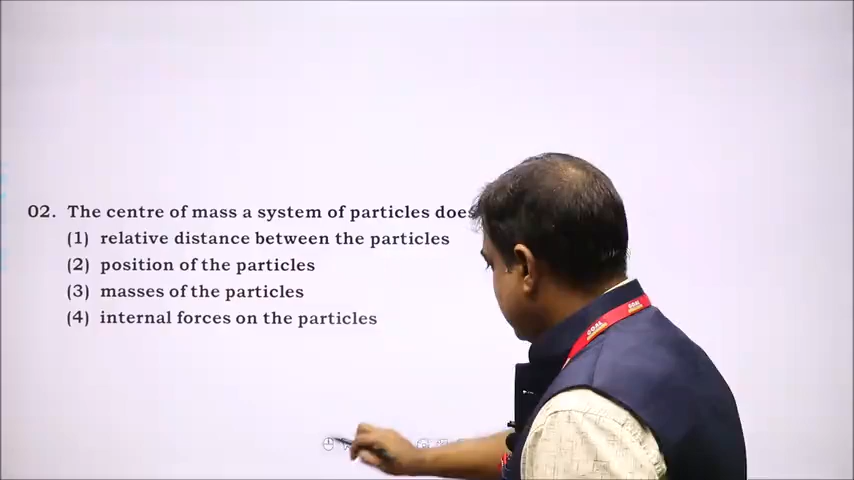 02. The centre of mass a system of particles does
(1) relative distance between the particles
(2) position of the particles
(3) masses of the particles
(4) internal forces on the particles
GOAL